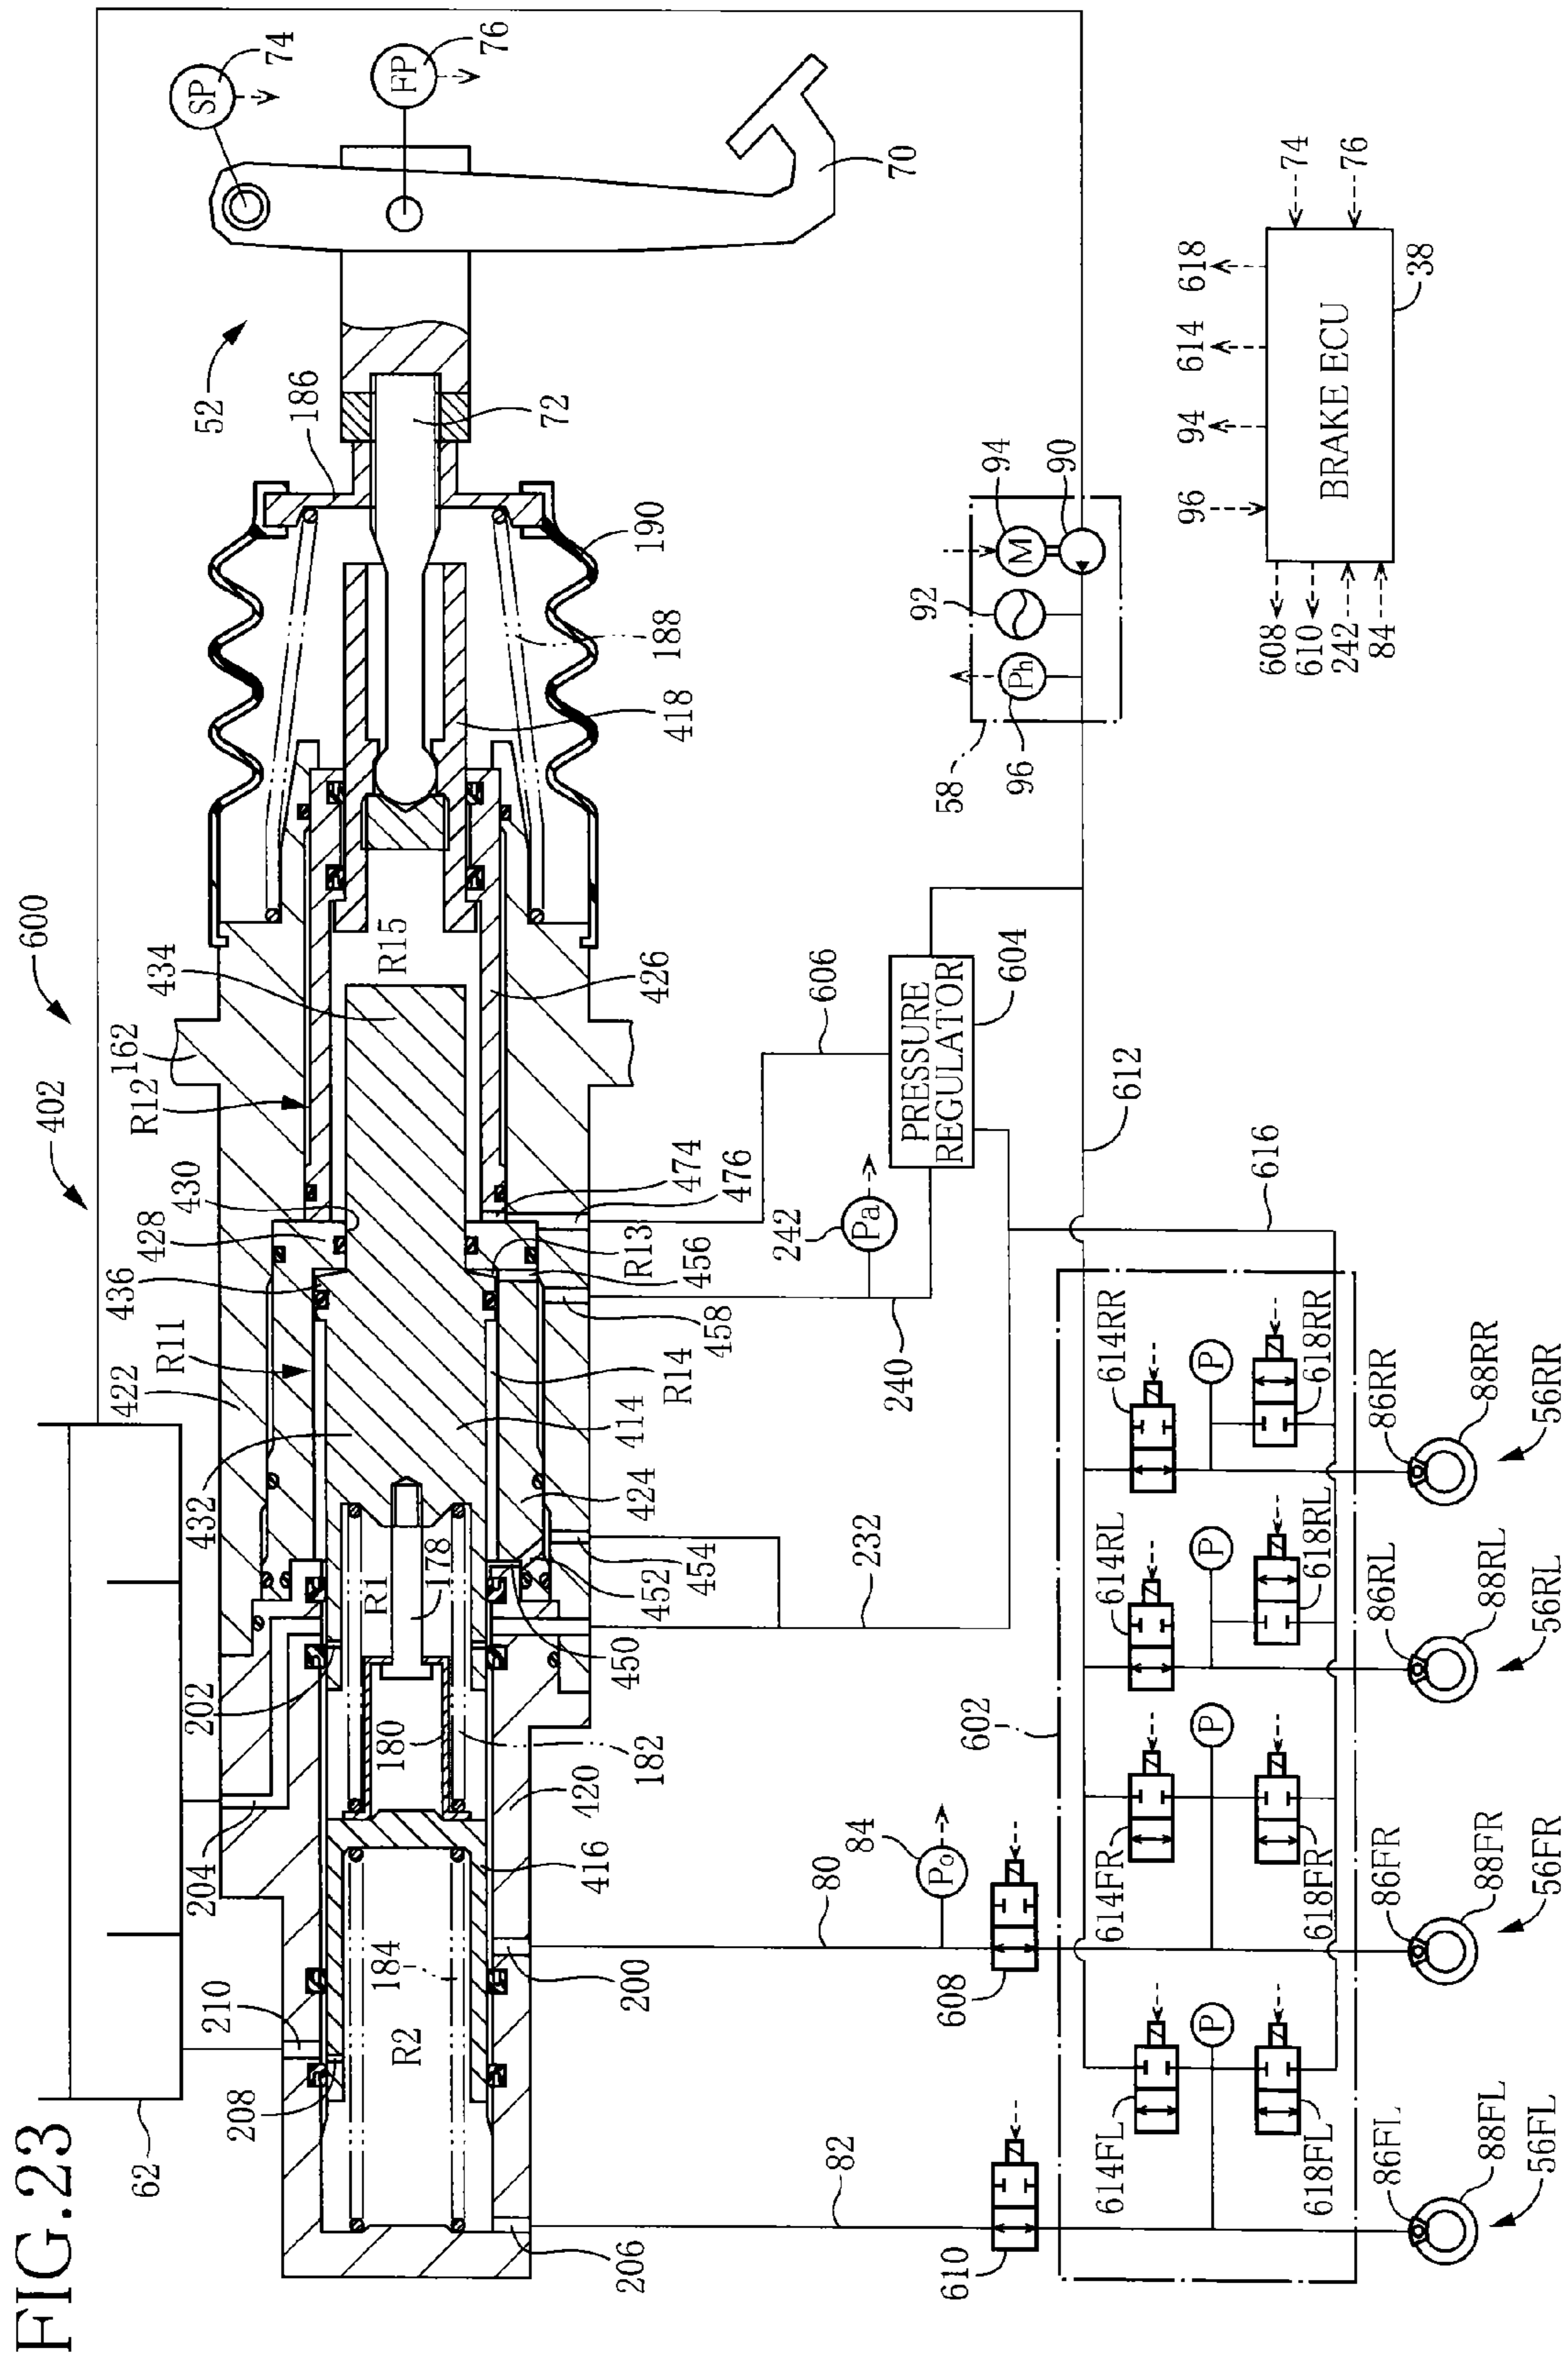 FIG.23
600
402
52
SP
74
FP
76
70
72
186
190
188
418
R15
434
426
162
R12
430
428
436
474
476
R13
456
458
R11
422
R14
414
424
432
R1
178
454
452
450
202
180
182
204
420
416
210
184
200
208
R2
206
62
606
604
PRESSURE
REGULATOR
242
Pa
240
232
612
616
58
96
Ph
92
94
M
90
96
94
614
618
74
76
BRAKE ECU
38
608
610
242
84
84
Po
80
82
608
610
602
614RR
614RL
614FR
614FL
P
P
P
P
618RR
618RL
618FR
618FL
86RR
86RL
86FR
86FL
88RR
88RL
88FR
88FL
56RR
56RL
56FR
56FL